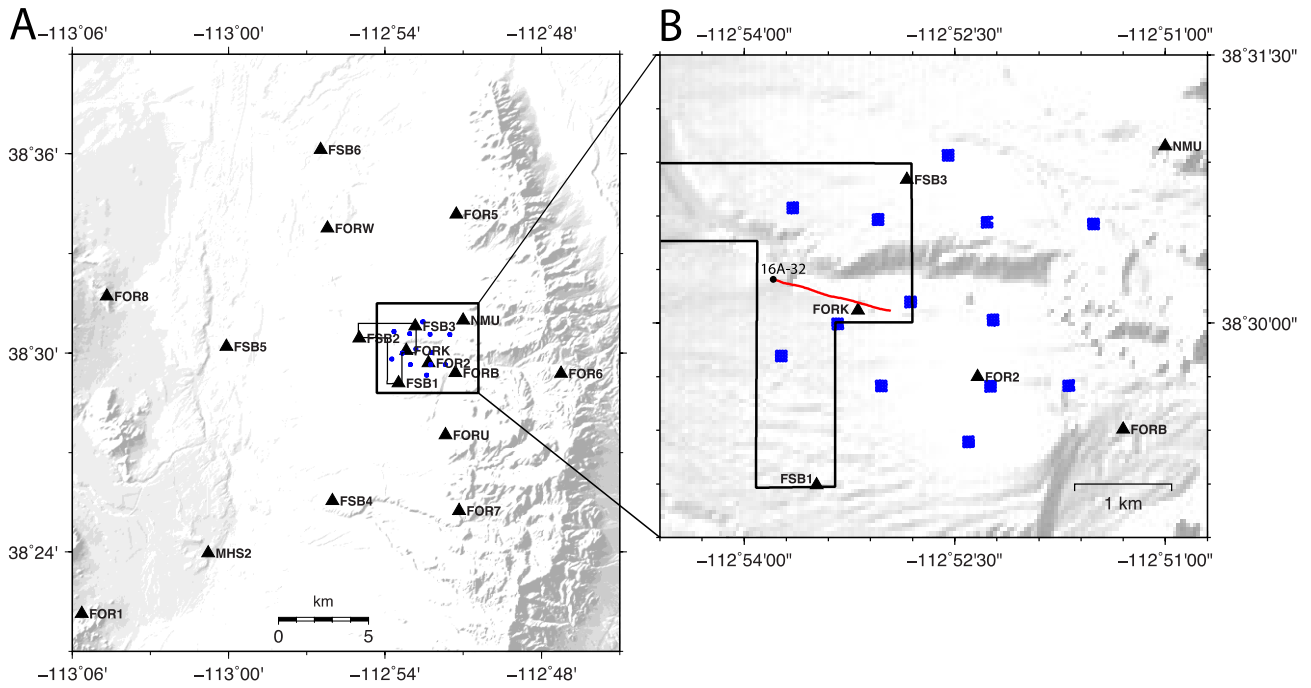 A
B
−113˚06'
−113˚00'
−112˚54'
−112˚48'
−112˚54'00"
−112˚52'30"
−112˚51'00"
38˚31'30"
38˚36'
38˚30'
38˚24'
FSB6
FOR5
FORW
FOR8
NMU
FSB3
FSB2
FSB5
FORK
FOR2
FORB
FOR6
FSB1
FORU
FSB4
FOR7
MHS2
FOR1
km
0
5
−113˚06'
−113˚00'
−112˚54'
−112˚48'
NMU
FSB3
16A-32
FORK
38˚30'00"
FOR2
FORB
FSB1
1 km
−112˚54'00"
−112˚52'30"
−112˚51'00"